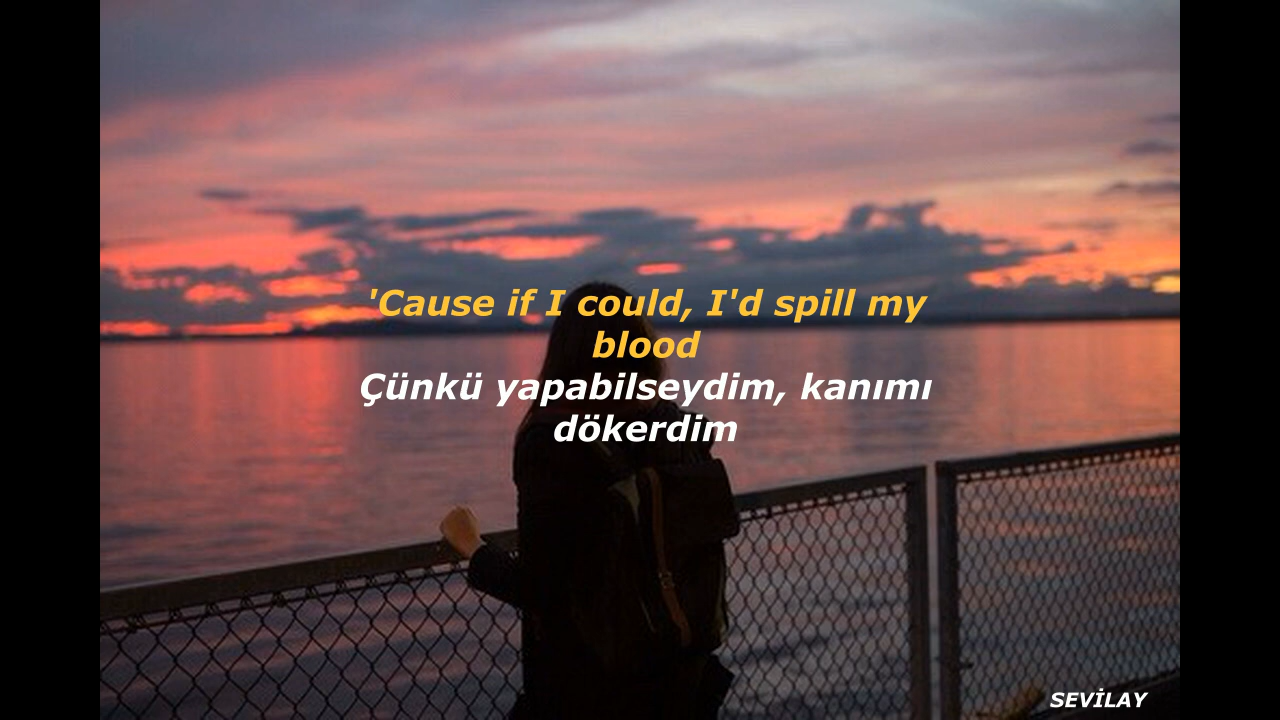 'Cause if I could, I'd spill my
blood
Çünkü yapabilseydim, kanımı
dökerdim
SEVİLAY